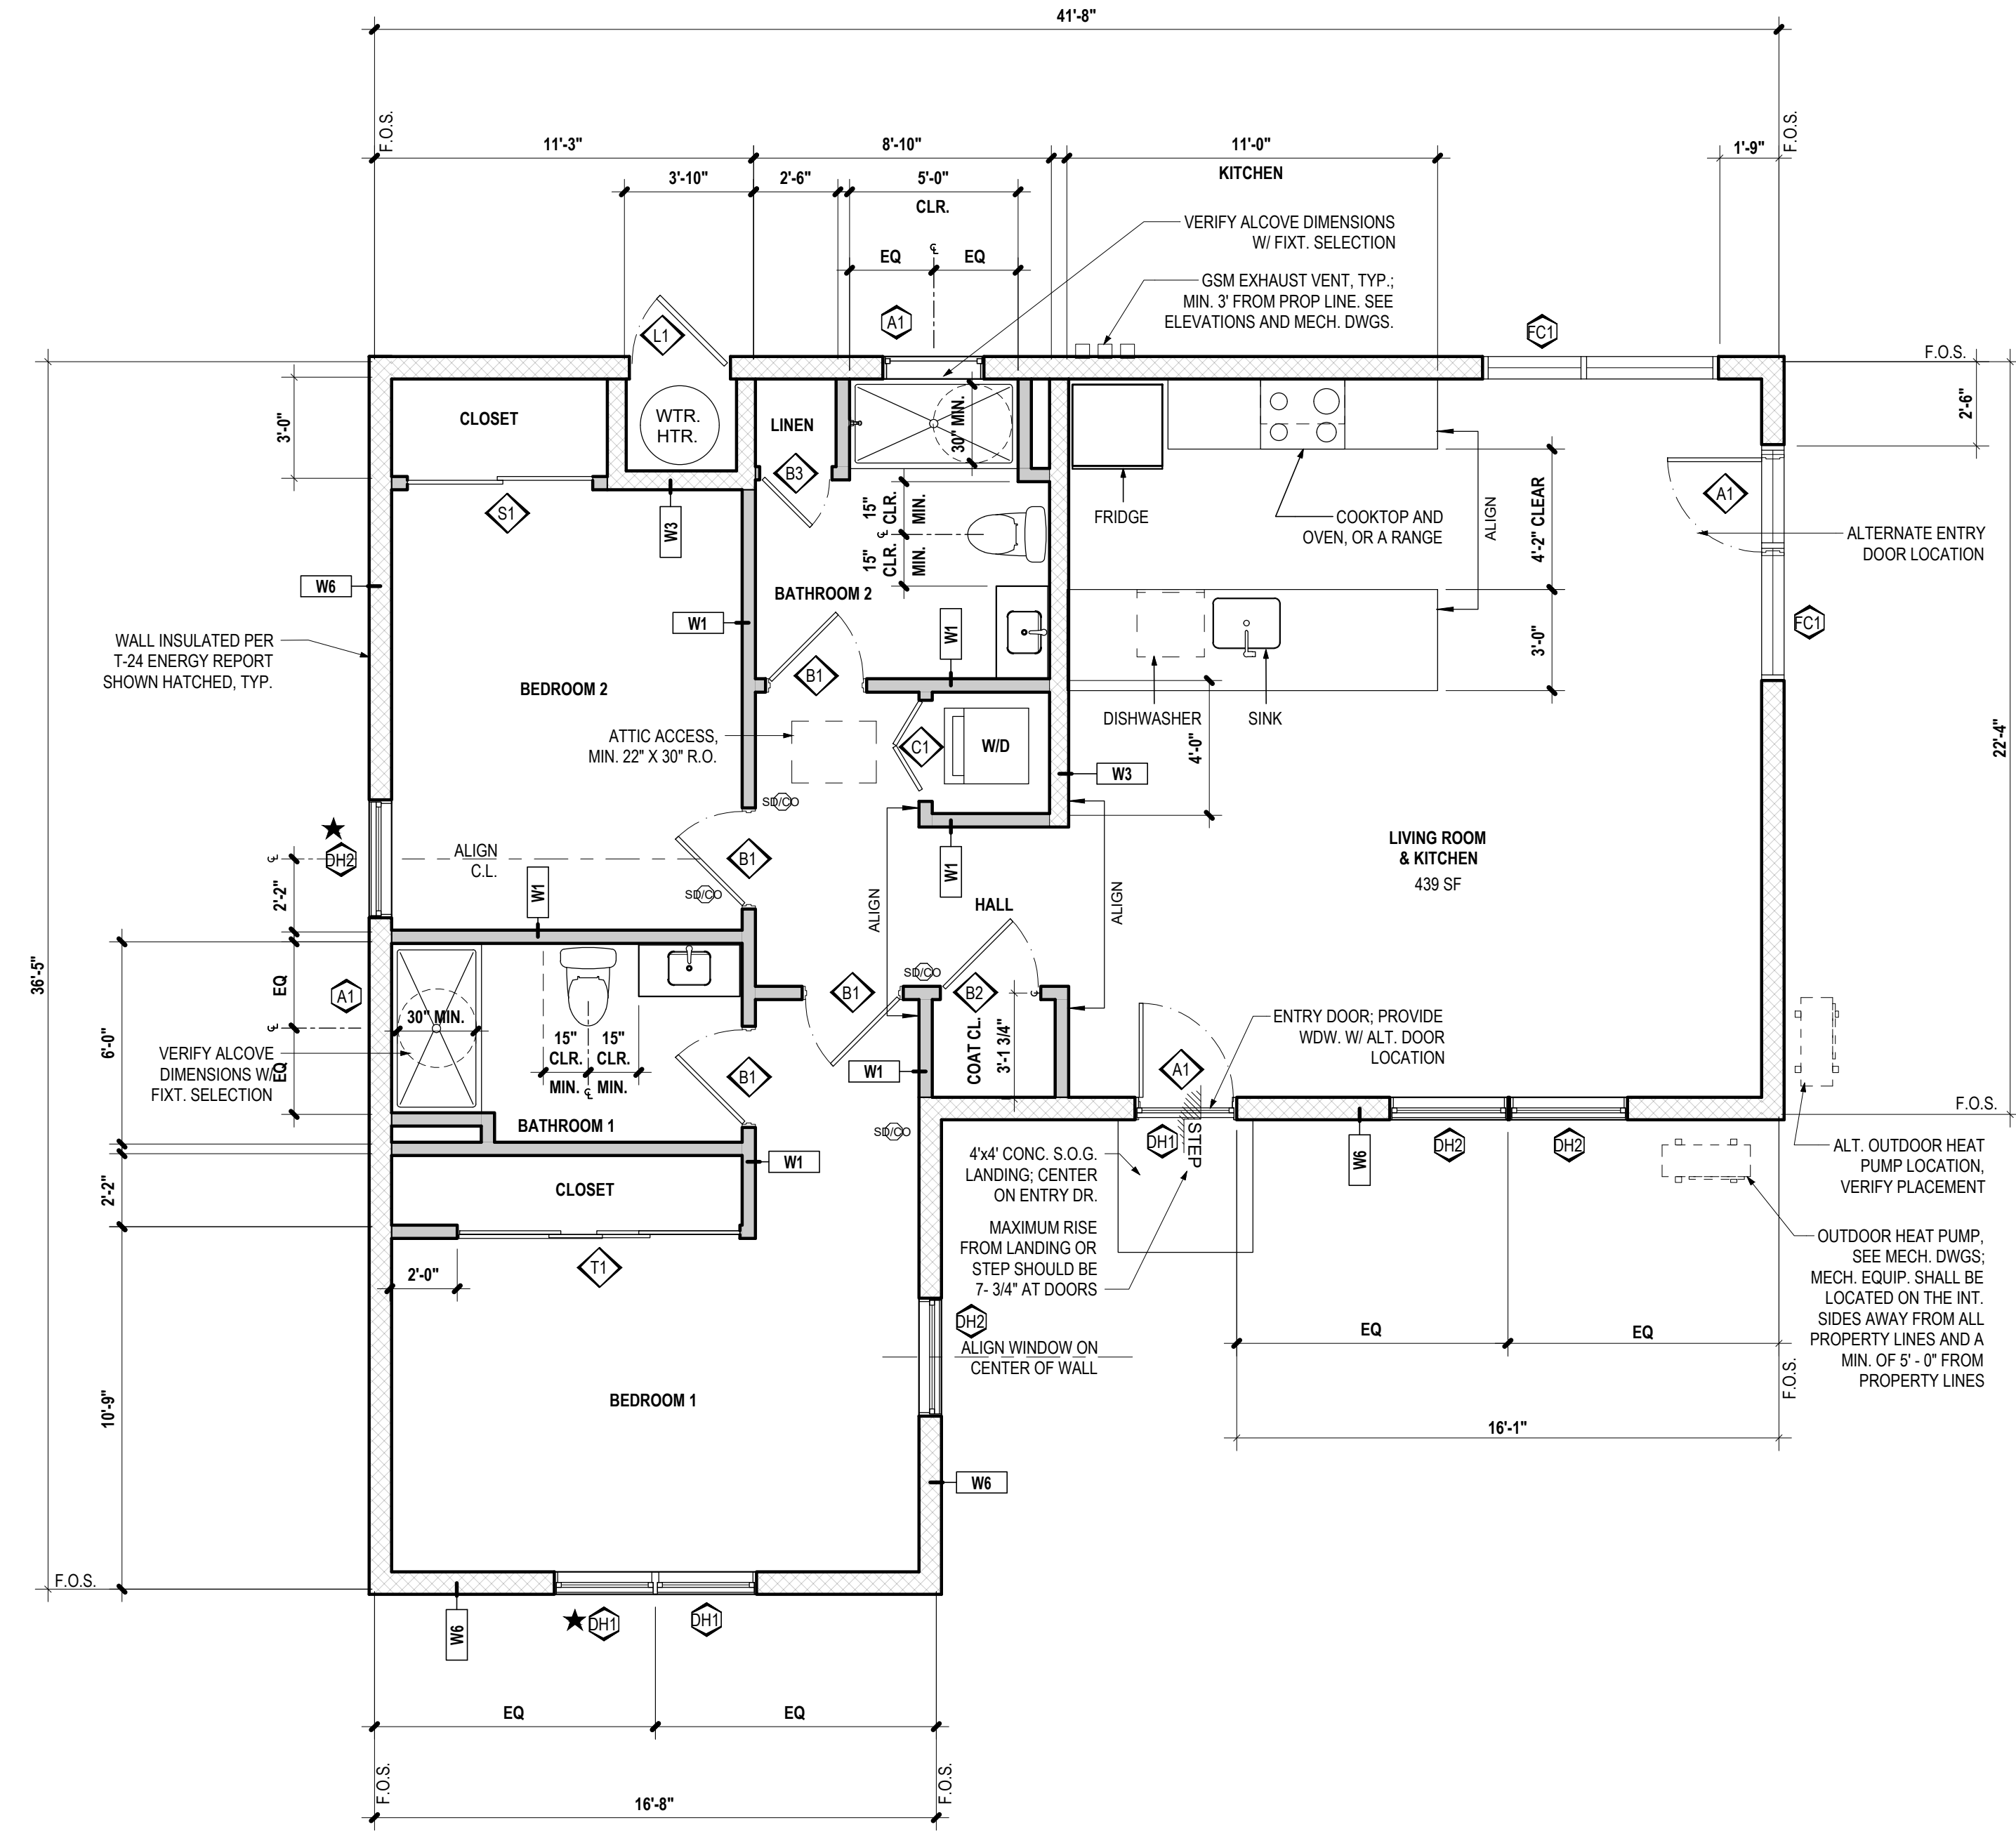 41'-8"
F.O.S.
F.O.S.
11'-3"
8'-10"
11'-0"
KITCHEN
1'-9"
3'-10"
2'-6"
5'-0"
CLR.
EQ
℄
EQ
VERIFY ALCOVE DIMENSIONS
W/ FIXT. SELECTION
GSM EXHAUST VENT, TYP.;
MIN. 3' FROM PROP LINE. SEE
ELEVATIONS AND MECH. DWGS.
L1
A1
FC1
F.O.S.
2'-6"
3'-0"
CLOSET
WTR.
HTR.
LINEN
30" MIN.
B3
S1
W3
15"
CLR.
MIN.
℄
15"
CLR.
MIN.
FRIDGE
COOKTOP AND
OVEN, OR A RANGE
ALIGN
4'-2" CLEAR
A1
ALTERNATE ENTRY
DOOR LOCATION
W6
BATHROOM 2
W1
W1
WALL INSULATED PER
T-24 ENERGY REPORT
SHOWN HATCHED, TYP.
BEDROOM 2
B1
3'-0"
FC1
DISHWASHER
SINK
ATTIC ACCESS,
MIN. 22" X 30" R.O.
C1
W/D
4'-0"
W3
22'-4"
SD/CO
LIVING ROOM
& KITCHEN
439 SF
DH2
℄
ALIGN
C.L.
B1
W1
2'-2"
W1
SD/CO
ALIGN
HALL
ALIGN
36'-5"
A1
EQ
℄
EQ
6'-0"
30" MIN.
15"
CLR.
MIN.
15"
CLR.
MIN.
℄
SD/CO
B1
B2
℄
COAT CL.
3'-1 3/4"
W1
B1
VERIFY ALCOVE
DIMENSIONS W/
FIXT. SELECTION
BATHROOM 1
ENTRY DOOR; PROVIDE
WDW. W/ ALT. DOOR
LOCATION
A1
F.O.S.
SD/CO
DH1
STEP
W6
DH2
DH2
W1
2'-2"
CLOSET
4'x4' CONC. S.O.G.
LANDING; CENTER
ON ENTRY DR.
MAXIMUM RISE
FROM LANDING OR
STEP SHOULD BE
7- 3/4" AT DOORS
ALT. OUTDOOR HEAT
PUMP LOCATION,
VERIFY PLACEMENT
OUTDOOR HEAT PUMP,
SEE MECH. DWGS;
MECH. EQUIP. SHALL BE
LOCATED ON THE INT.
SIDES AWAY FROM ALL
PROPERTY LINES AND A
MIN. OF 5' - 0" FROM
PROPERTY LINES
2'-0"
T1
DH2
ALIGN WINDOW ON
CENTER OF WALL
EQ
EQ
F.O.S.
10'-9"
BEDROOM 1
16'-1"
W6
F.O.S.
W6
DH1
DH1
EQ
EQ
F.O.S.
F.O.S.
16'-8"